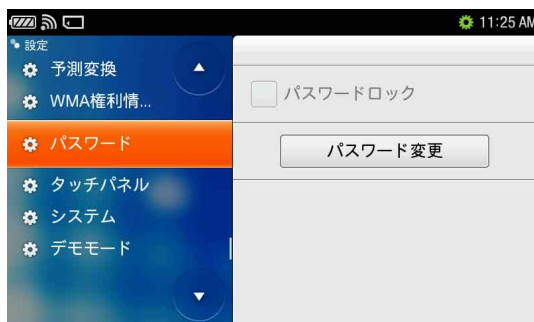 11:25 AM
設定
予測変換
WMA権利情...
パスワード
タッチパネル
システム
デモモード
パスワードロック
パスワード変更